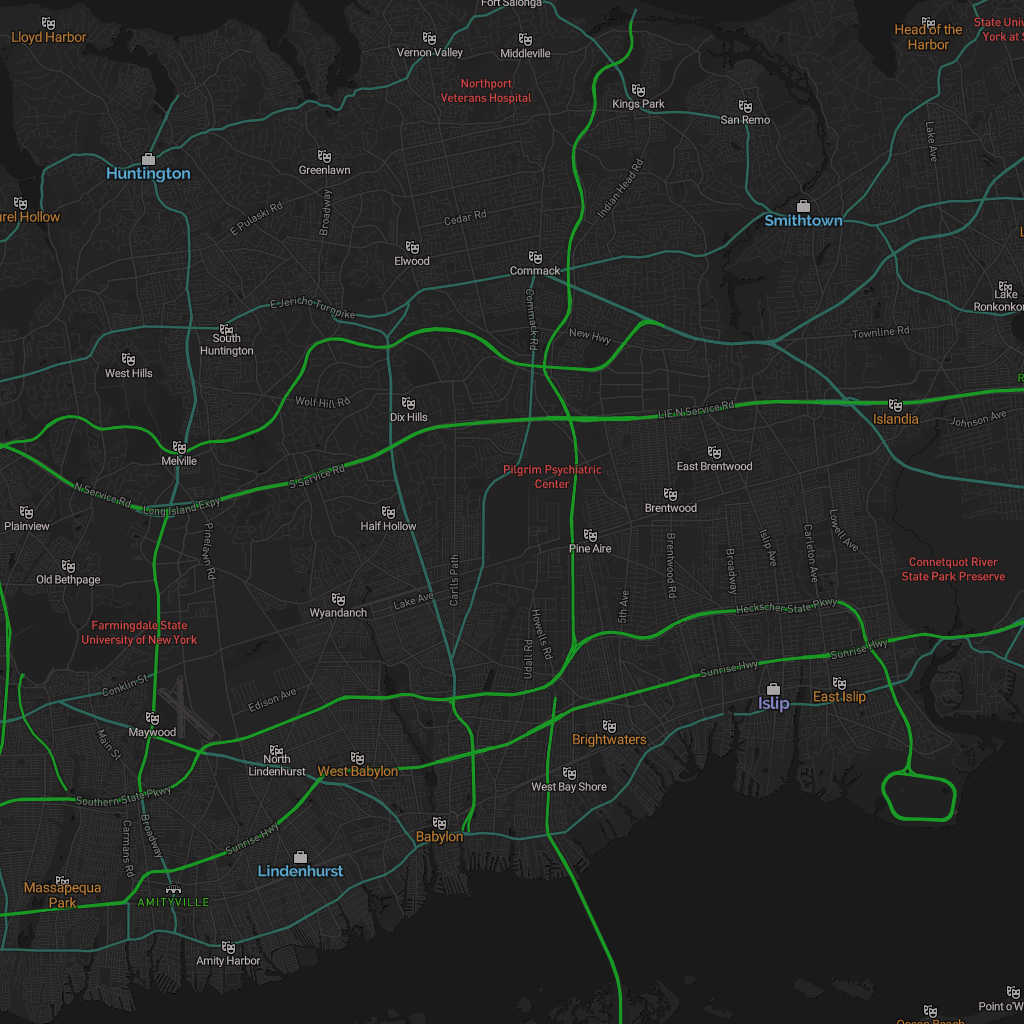 Fort Salonga
Lloyd Harbor
Vernon Valley
Middleville
Head of the
Harbor
State Univ
York at S
Northport
Veterans Hospital
Kings Park
San Remo
Lake Ave
Huntington
Greenlawn
Indian Head Rd
Broadway
E Pulaski Rd
Cedar Rd
urel Hollow
Smithtown
Elwood
Commack
Lake
Ronkonkom
E Jericho Turnpike
Commack Rd
New Hwy
Townline Rd
South
Huntington
West Hills
Wolf Hill Rd
Dix Hills
LIE N Service Rd
Islandia
Johnson Ave
Melville
East Brentwood
Pilgrim Psychiatric
Center
S Service Rd
N Service Rd
Long Island Expy
Brentwood
Plainview
Half Hollow
Pinelawn Rd
Pine Aire
Islip Ave
Carleton Ave
Lowell Ave
Brentwood Rd
Broadway
Old Bethpage
Carlls Path
Connetquot River
State Park Preserve
Wyandanch
Lake Ave
5th Ave
Heckscher State Pkwy
Farmingdale State
University of New York
Howells Rd
Udall Rd
Sunrise Hwy
Sunrise Hwy
Conklin St
Edison Ave
Islip
East Islip
Maywood
Main St
Brightwaters
North
Lindenhurst
West Babylon
West Bay Shore
Southern State Pkwy
Carmans Rd
Broadway
Sunrise Hwy
Babylon
Lindenhurst
Massapequa
Park
AMITYVILLE
Amity Harbor
Point o'W
Ocean Beach